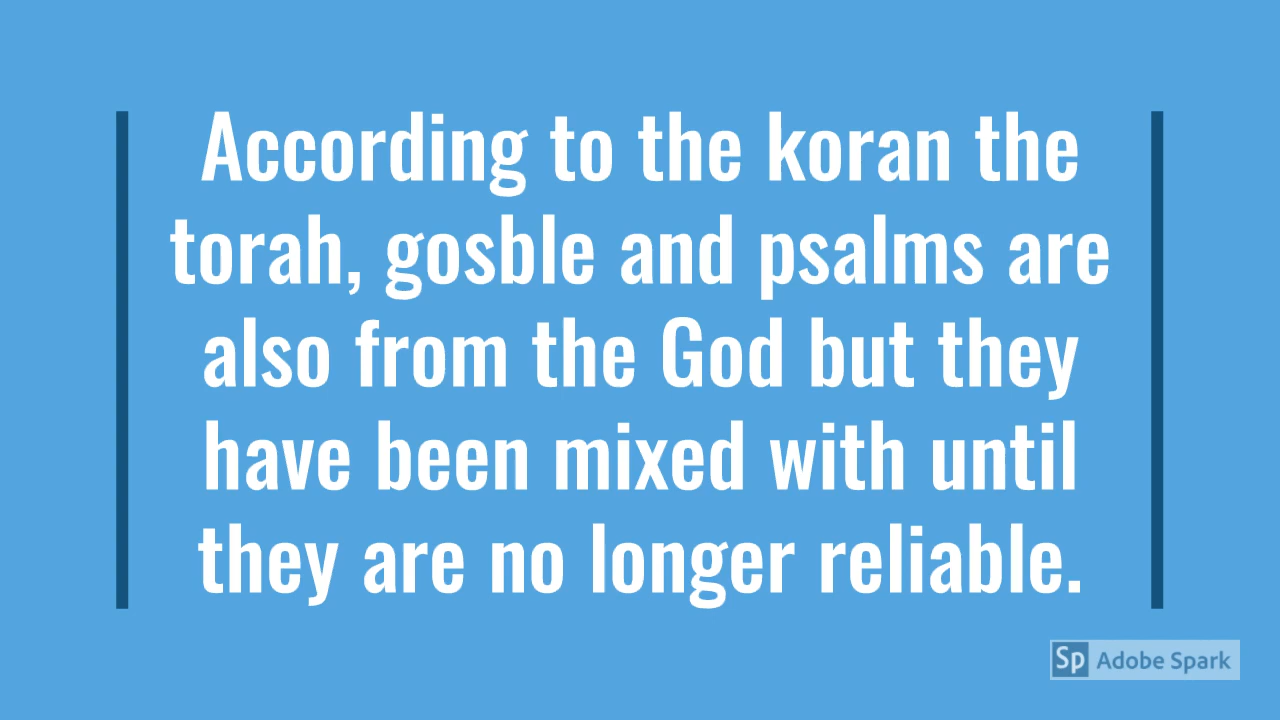 According to the koran the
torah, gosble and psalms are
also from the God but they
have been mixed with until
they are no longer reliable.
Sp Adobe Spark